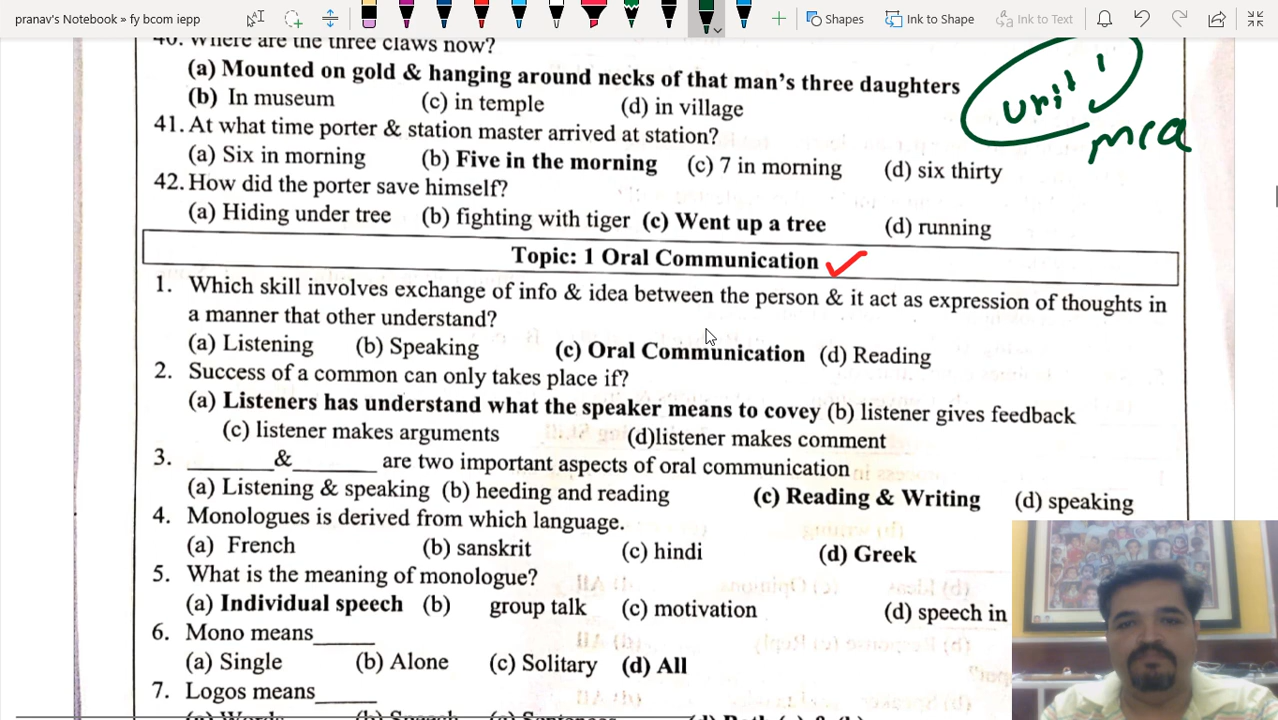 pranav's Notebook » fy bcom iepp
Shapes
Ink to Shape
Ink to Text
40. Where are the three claws now?
(a) Mounted on gold & hanging around necks of that man's three daughters
(b) In museum (c) in temple (d) in village
unit 1
mcq
41. At what time porter & station master arrived at station?
(a) Six in morning (b) Five in the morning (c) 7 in morning (d) six thirty
42. How did the porter save himself?
(a) Hiding under tree (b) fighting with tiger (c) Went up a tree (d) running
Topic: 1 Oral Communication
1. Which skill involves exchange of info & idea between the person & it act as expression of thoughts in
a manner that other understand?
(a) Listening (b) Speaking (c) Oral Communication (d) Reading
2. Success of a common can only takes place if?
(a) Listeners has understand what the speaker means to covey (b) listener gives feedback
(c) listener makes arguments (d)listener makes comment
3. ________&________ are two important aspects of oral communication
(a) Listening & speaking (b) heeding and reading (c) Reading & Writing (d) speaking
4. Monologues is derived from which language.
(a) French (b) sanskrit (c) hindi (d) Greek
5. What is the meaning of monologue?
(a) Individual speech (b) group talk (c) motivation (d) speech in
6. Mono means______
(a) Single (b) Alone (c) Solitary (d) All
7. Logos means______